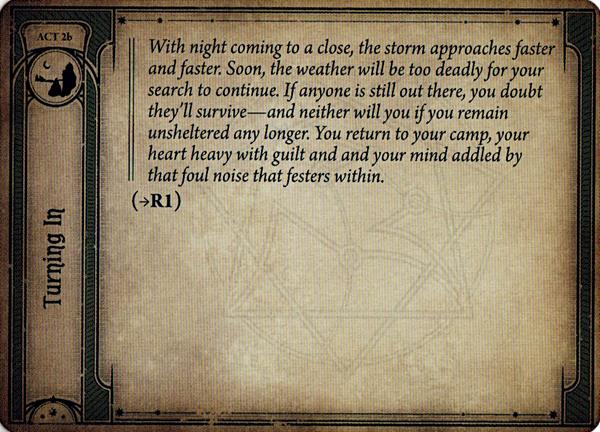 ACT 2b
Turning In
With night coming to a close, the storm approaches faster
and faster. Soon, the weather will be too deadly for your
search to continue. If anyone is still out there, you doubt
they’ll survive—and neither will you if you remain
unsheltered any longer. You return to your camp, your
heart heavy with guilt and and your mind addled by
that foul noise that festers within.
(→R1)